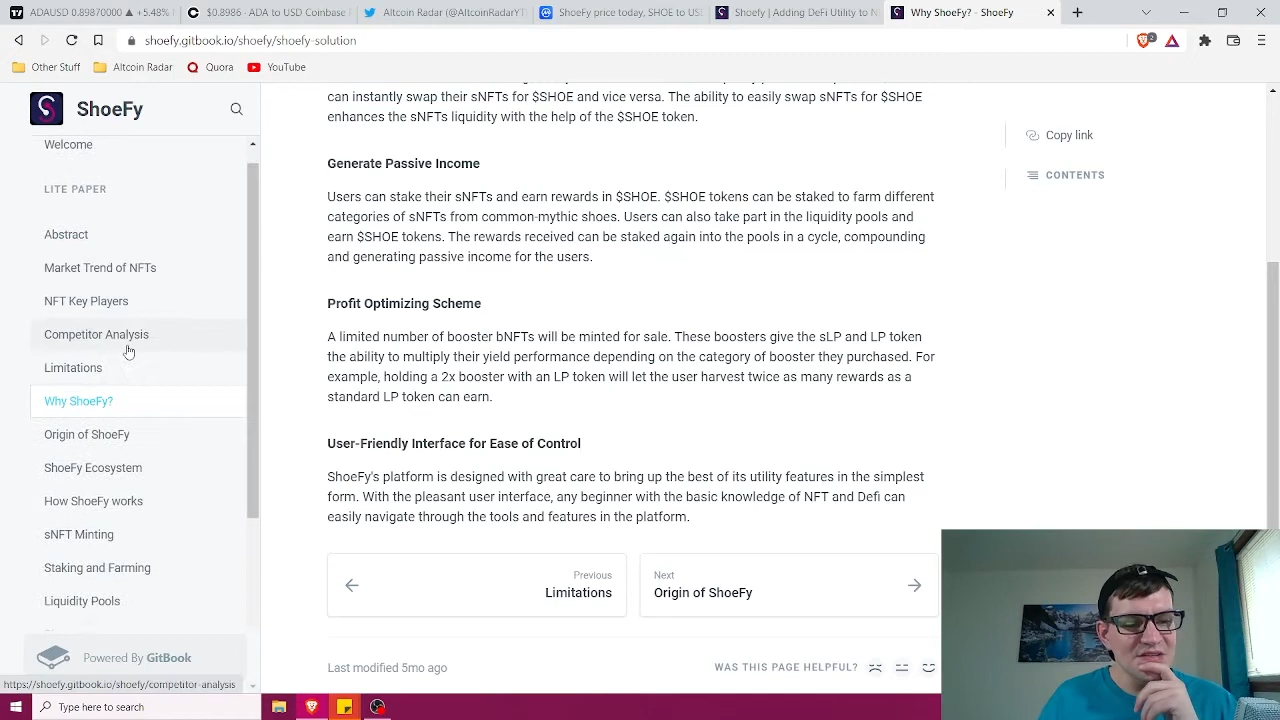 ADAUSD 0.89870000 ▲ +5.48%
$0.8986 - ADA to USD Coinbase
Altcoin Radar (@AltcoinRadarYT
ShoeFy price today, SHOE to US
Shoefy | Adding DeFi Utility to N
Why ShoeFy? - Shoefy
shoefy.gitbook.io/shoefy/shoefy-solution
2
Other Stuff
Altcoin Radar
Quora
YouTube
ShoeFy
Welcome
LITE PAPER
Abstract
Market Trend of NFTs
NFT Key Players
Competitor Analysis
Limitations
Why ShoeFy?
Origin of ShoeFy
ShoeFy Ecosystem
How ShoeFy works
sNFT Minting
Staking and Farming
Liquidity Pools
Powered By GitBook
https://shoefy.gitbook.io/shoefy/competitor-analysis
can instantly swap their sNFTs for $SHOE and vice versa. The ability to easily swap sNFTs for $SHOE
enhances the sNFTs liquidity with the help of the $SHOE token.
Generate Passive Income
Users can stake their sNFTs and earn rewards in $SHOE. $SHOE tokens can be staked to farm different
categories of sNFTs from common-mythic shoes. Users can also take part in the liquidity pools and
earn $SHOE tokens. The rewards received can be staked again into the pools in a cycle, compounding
and generating passive income for the users.
Profit Optimizing Scheme
A limited number of booster bNFTs will be minted for sale. These boosters give the sLP and LP token
the ability to multiply their yield performance depending on the category of booster they purchased. For
example, holding a 2x booster with an LP token will let the user harvest twice as many rewards as a
standard LP token can earn.
User-Friendly Interface for Ease of Control
ShoeFy's platform is designed with great care to bring up the best of its utility features in the simplest
form. With the pleasant user interface, any beginner with the basic knowledge of NFT and Defi can
easily navigate through the tools and features in the platform.
Previous
Limitations
Next
Origin of ShoeFy
Last modified 5mo ago
WAS THIS PAGE HELPFUL?
Copy link
CONTENTS
Type here to search